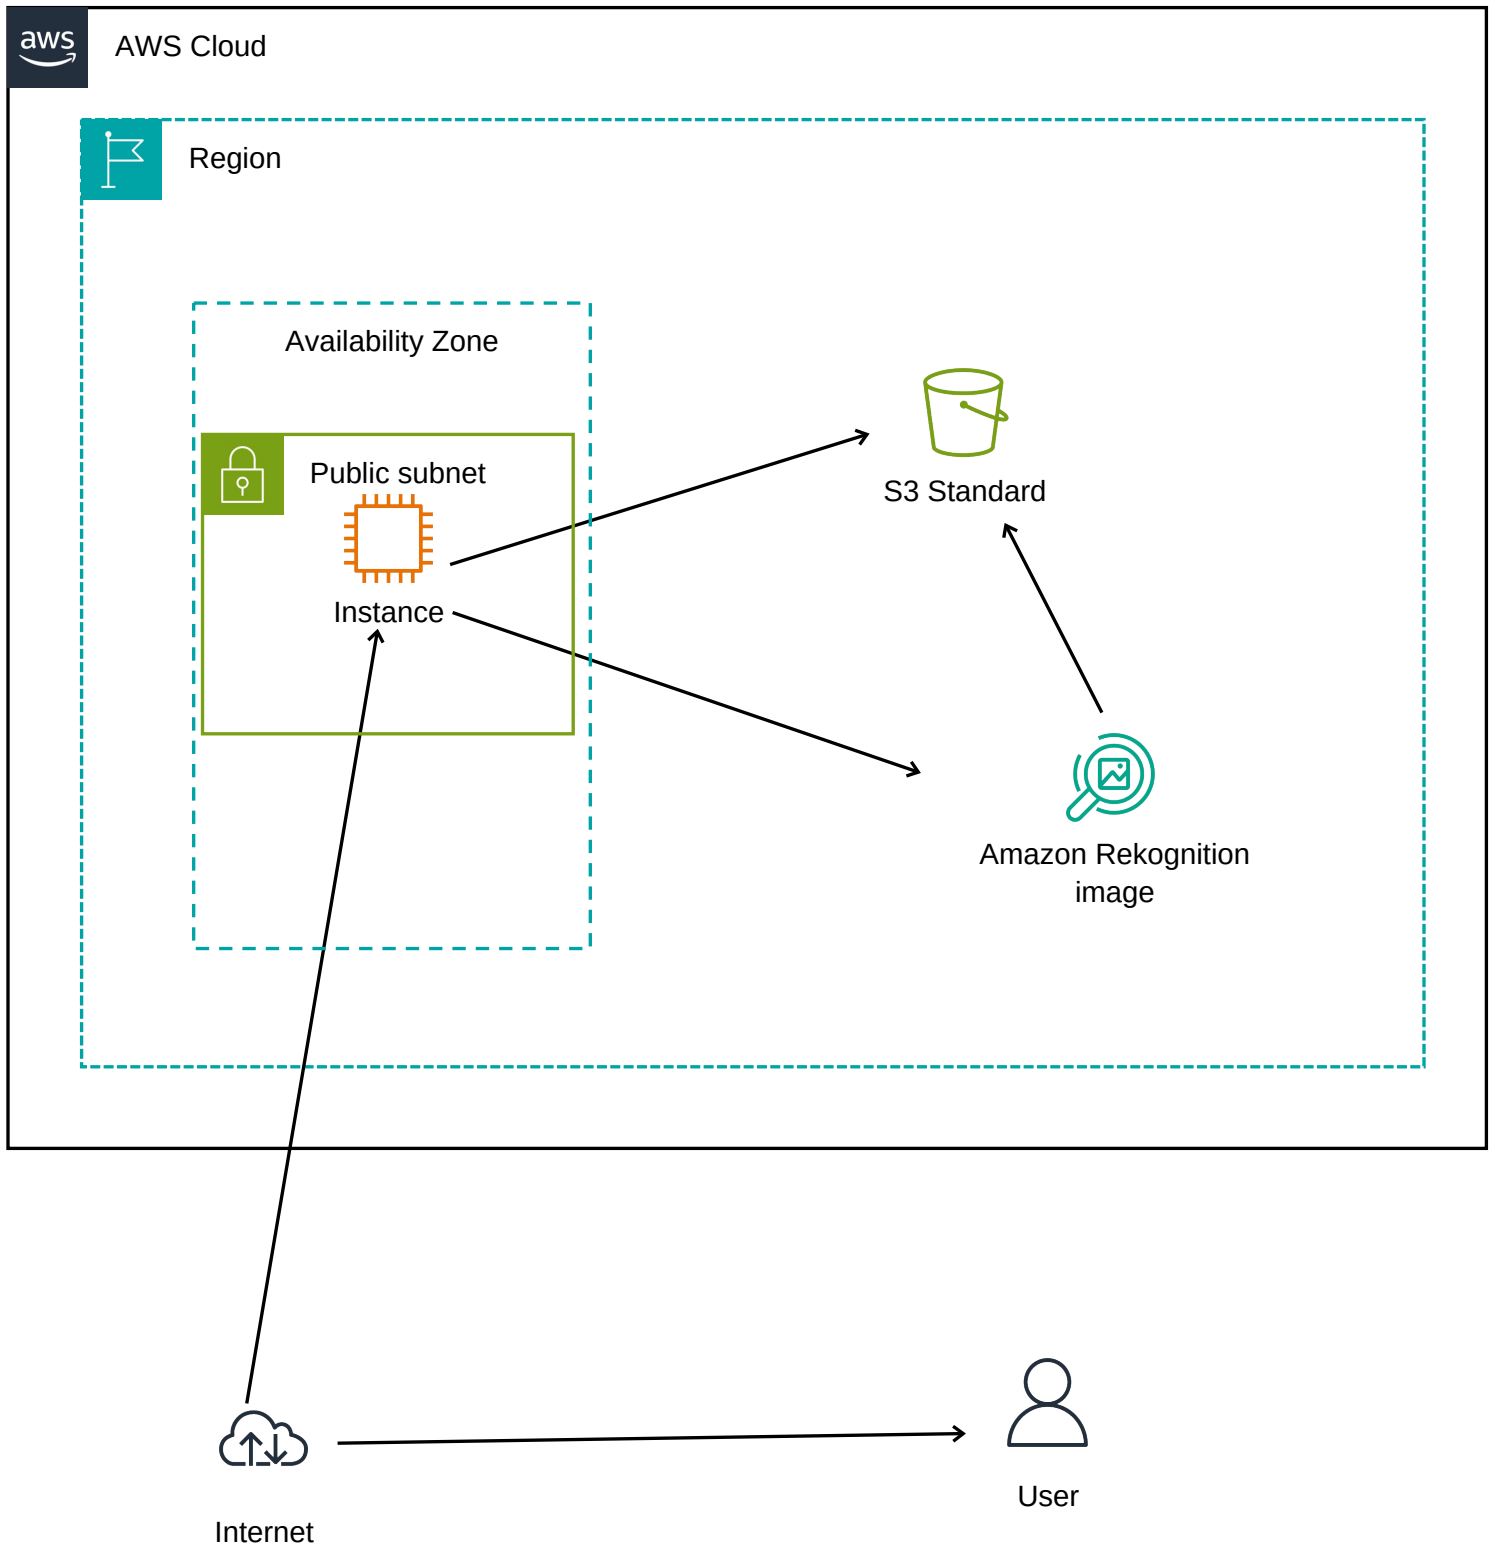 aws
AWS Cloud
Region
Availability Zone
Public subnet
Instance
S3 Standard
Amazon Rekognition
image
Internet
User